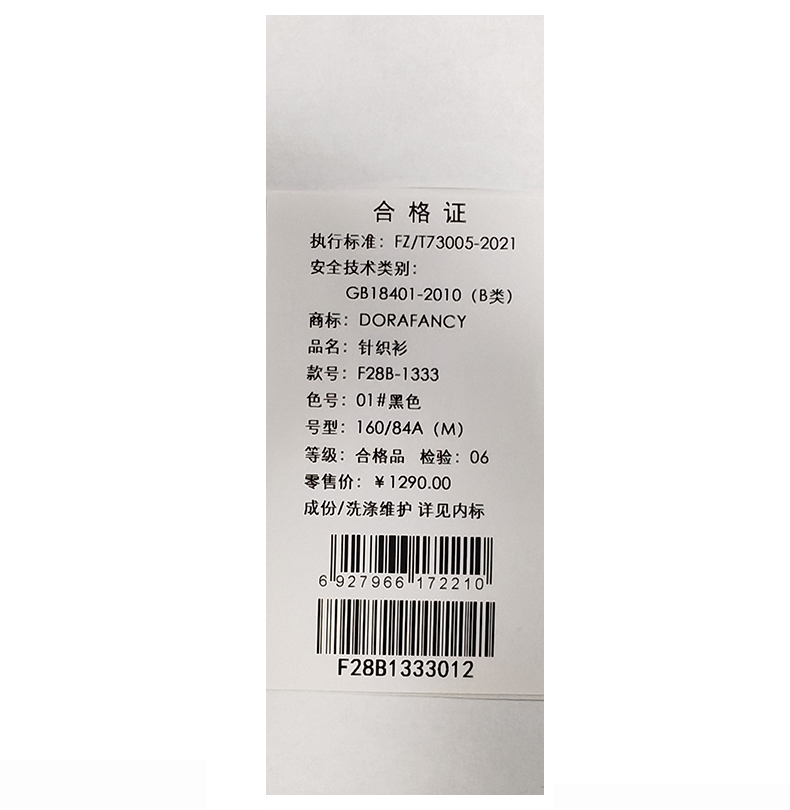 合格证
执行标准：FZ/T73005-2021
安全技术类别：
GB18401-2010（B类）
商标：DORAFANCY
品名：针织衫
款号：F28B-1333
色号：01#黑色
号型：160/84A（M）
等级：合格品 检验：06
零售价：￥1290.00
成份/洗涤维护 详见内标
6 927966 172210
F28B1333012